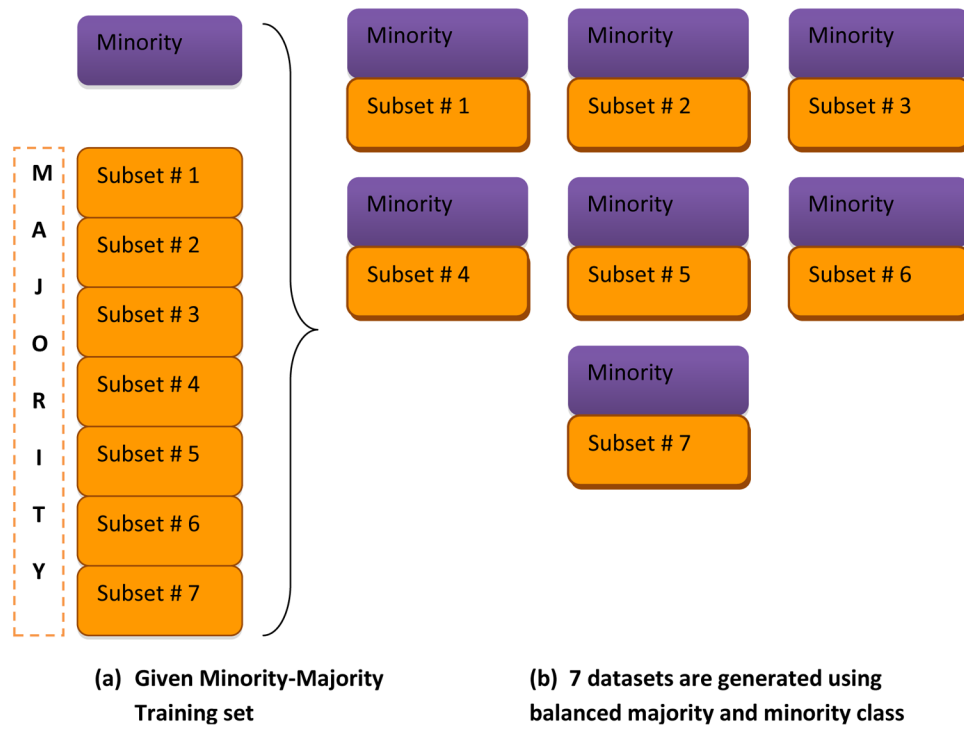 Minority
M
A
J
O
R
I
T
Y
Subset # 1
Subset # 2
Subset # 3
Subset # 4
Subset # 5
Subset # 6
Subset # 7
(a) Given Minority-Majority
Training set
Minority
Subset # 1
Minority
Subset # 2
Minority
Subset # 3
Minority
Subset # 4
Minority
Subset # 5
Minority
Subset # 6
Minority
Subset # 7
(b) 7 datasets are generated using
balanced majority and minority class